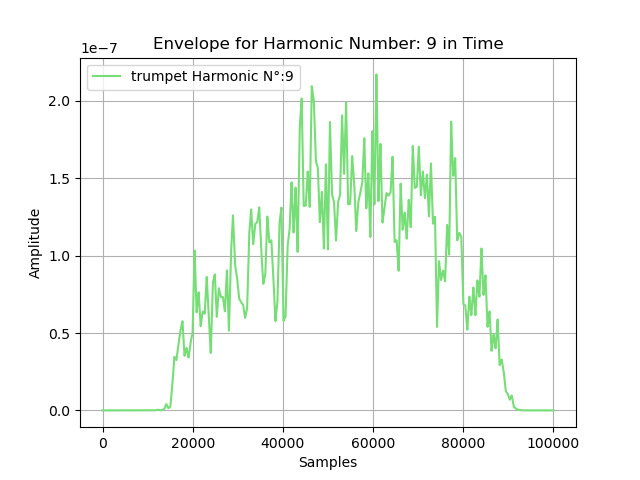 Envelope for Harmonic Number: 9 in Time
1e−7
trumpet Harmonic N°:9
2.0
1.5
1.0
0.5
0.0
Amplitude
0 20000 40000 60000 80000 100000
Samples